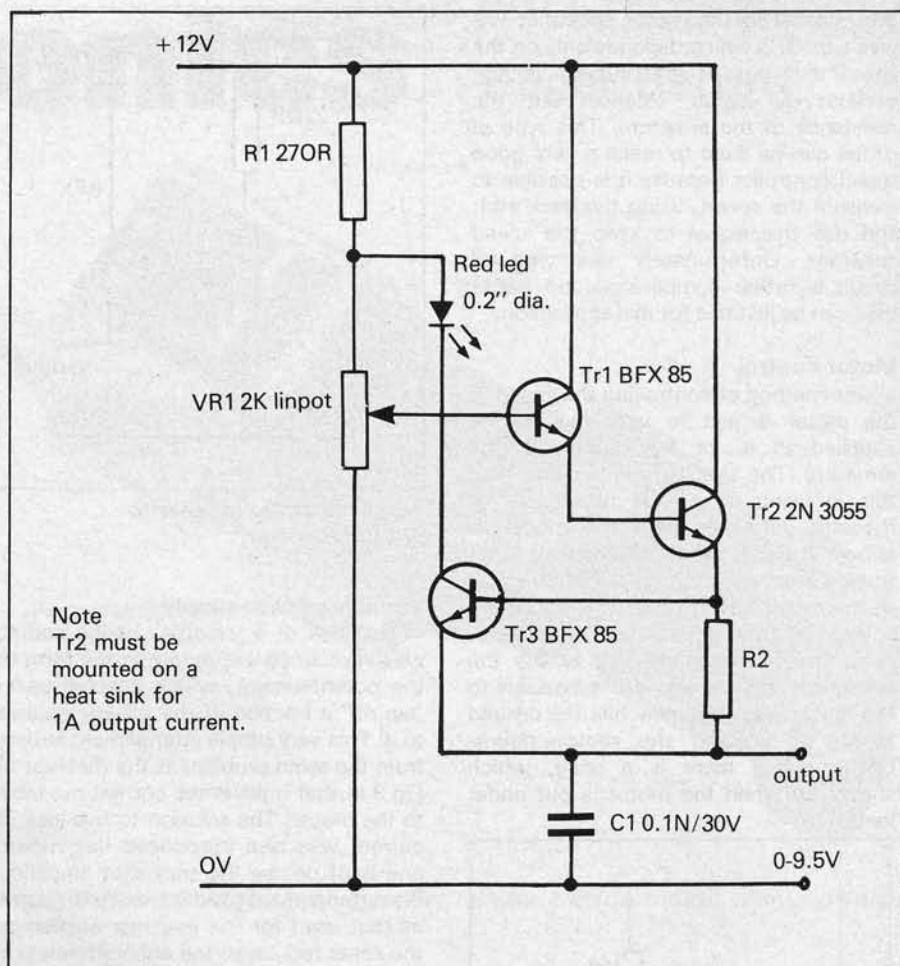 +12V
R1 270R
Red led
0.2" dia.
VR1 2K linpot
Tr1 BFX 85
Tr2 2N 3055
Tr3 BFX 85
R2
Note
Tr2 must be
mounted on a
heat sink for
1A output current.
output
C1 0.1N/30V
0V
0-9.5V